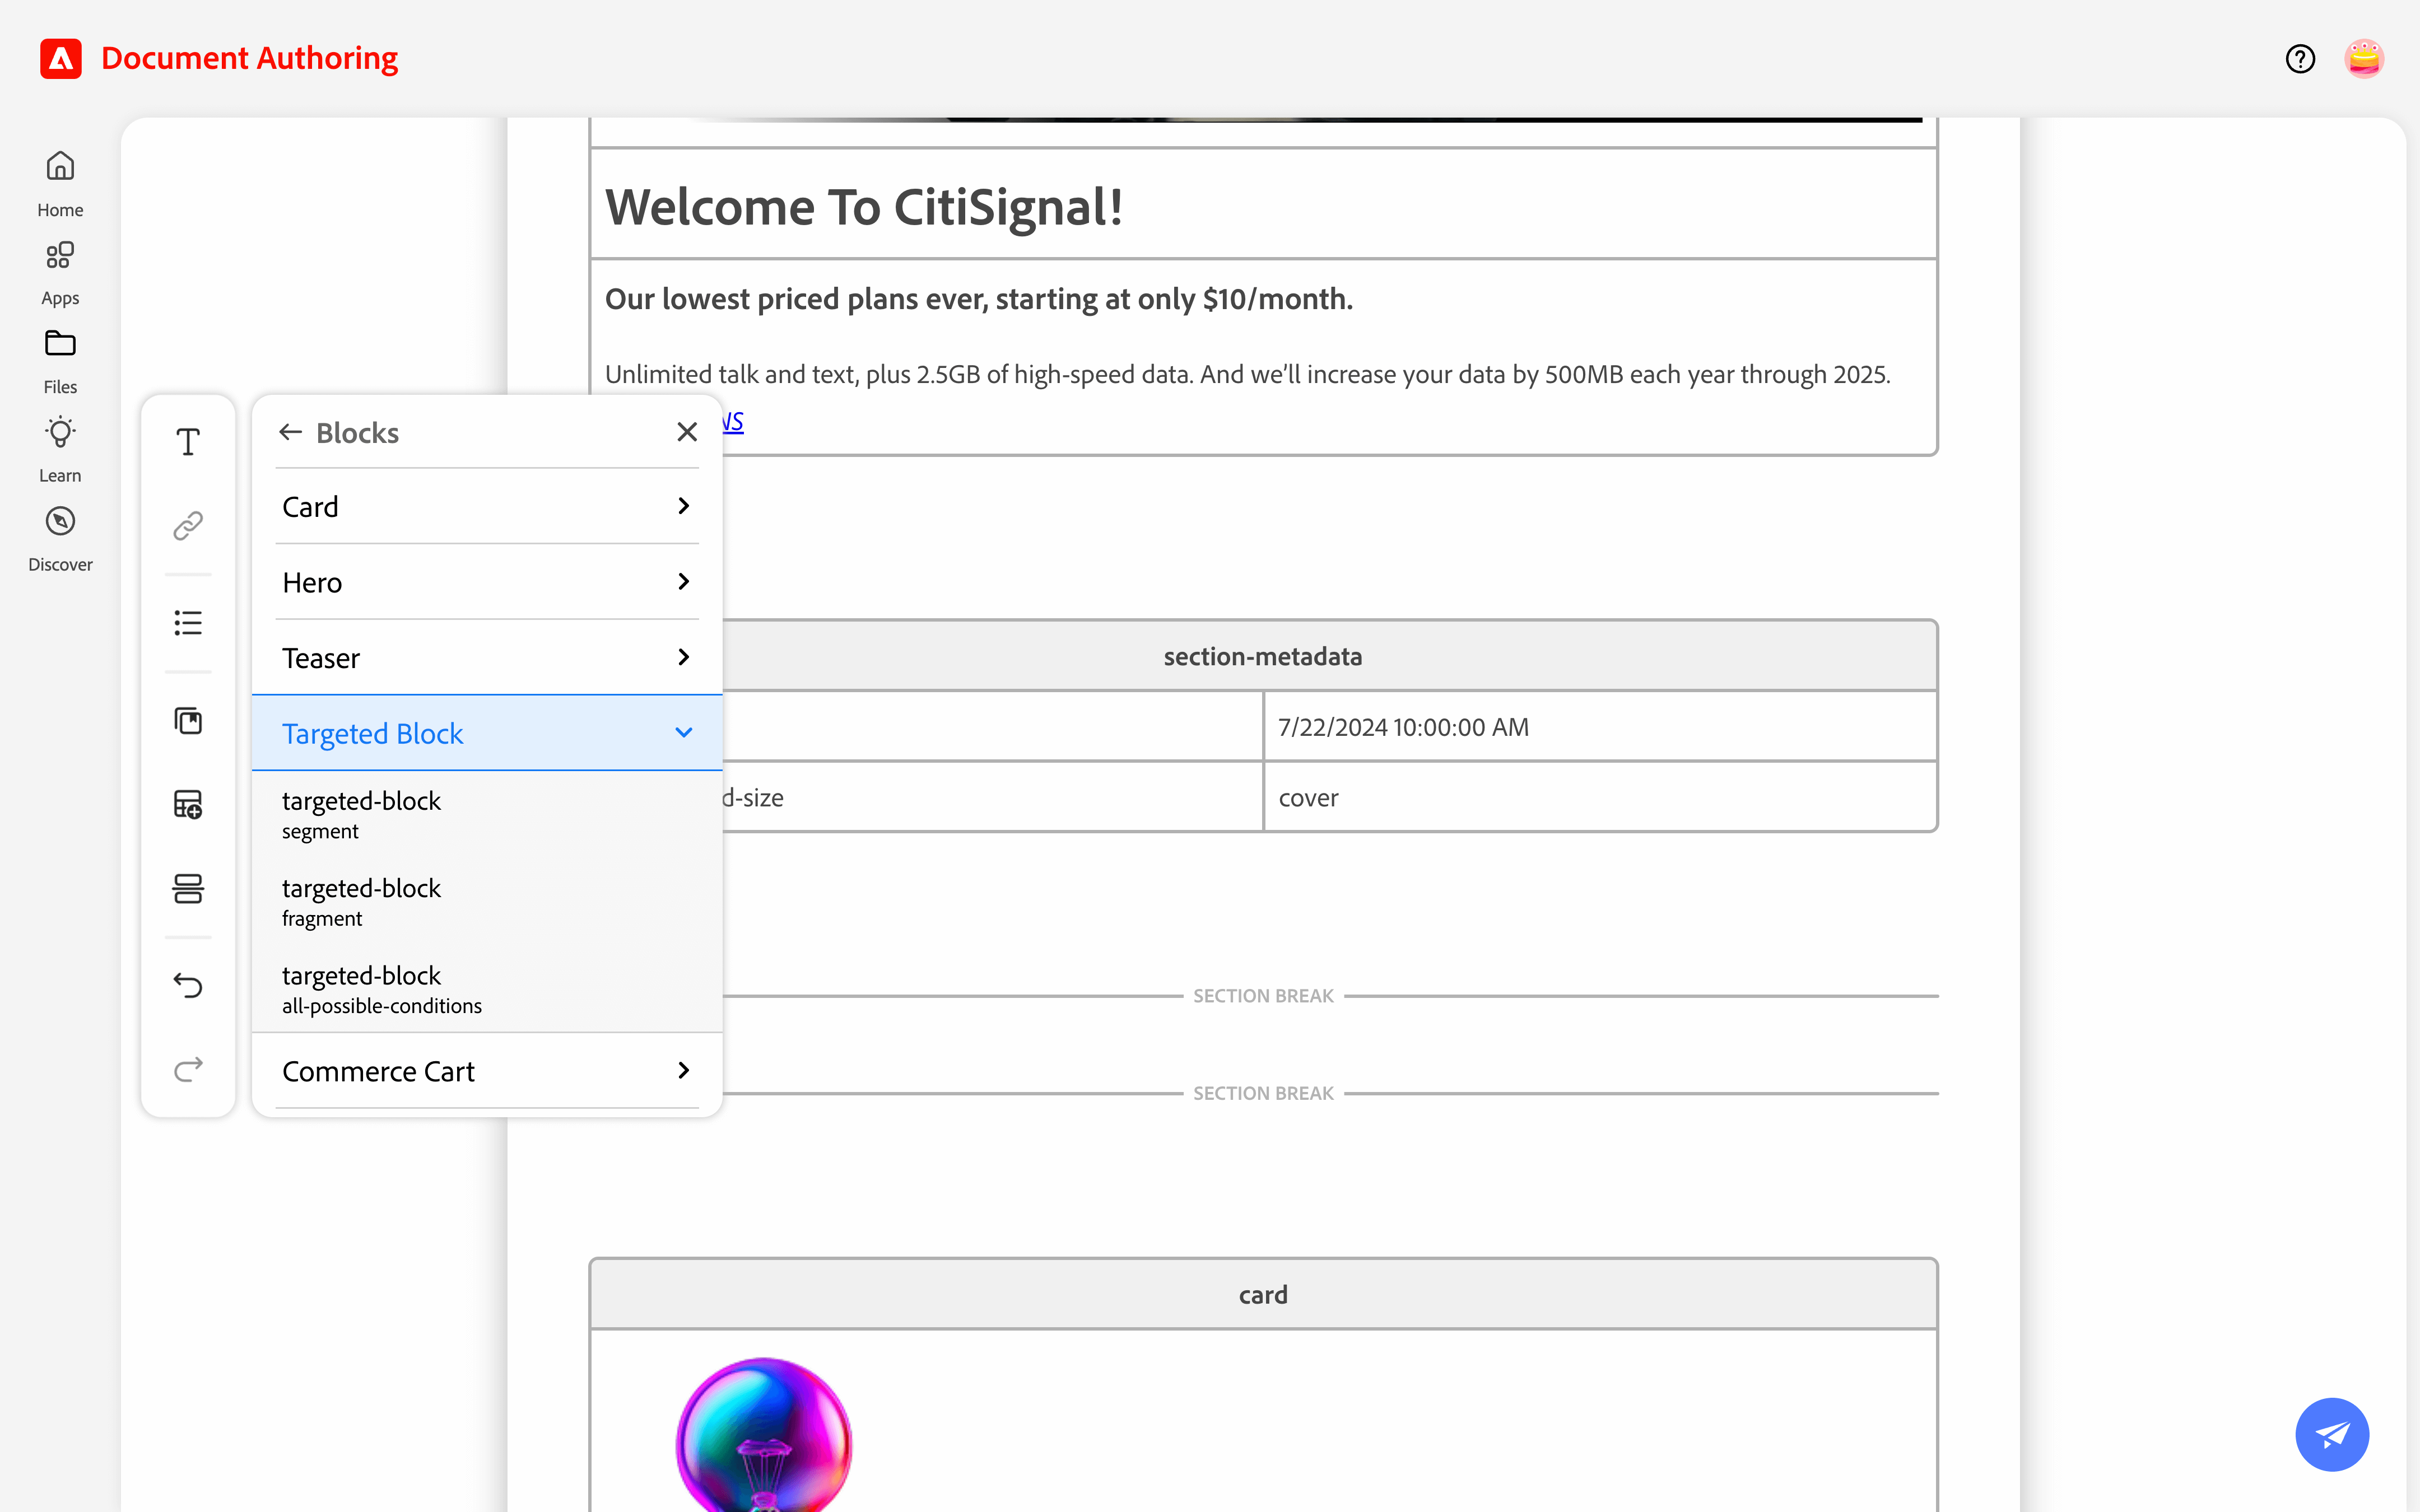 Document Authoring
Home
Apps
Files
Learn
Discover
Blocks
Card
Hero
Teaser
Targeted Block
targeted-block
segment
targeted-block
fragment
targeted-block
all-possible-conditions
Commerce Cart
Welcome To CitiSignal!
Our lowest priced plans ever, starting at only $10/month.
Unlimited talk and text, plus 2.5GB of high-speed data. And we’ll increase your data by 500MB each year through 2025.
section-metadata
7/22/2024 10:00:00 AM
d-size
cover
SECTION BREAK
SECTION BREAK
card